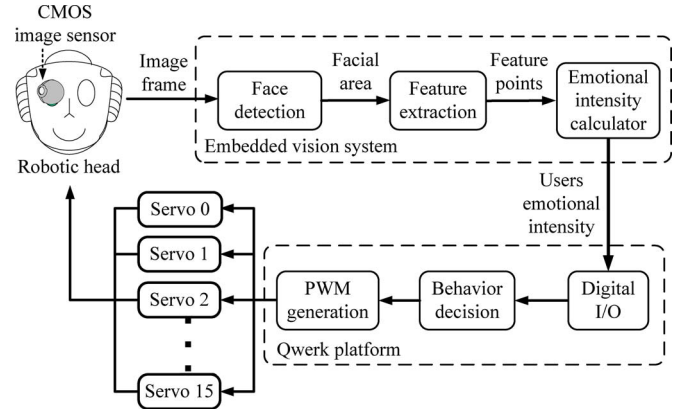 CMOS
image sensor
Image
frame
Face
detection
Facial
area
Feature
extraction
Feature
points
Emotional
intensity
calculator
Embedded vision system
Robotic head
Users
emotional
intensity
Servo 0
Servo 1
Servo 2
Servo 15
PWM
generation
Behavior
decision
Digital
I/O
Qwerk platform